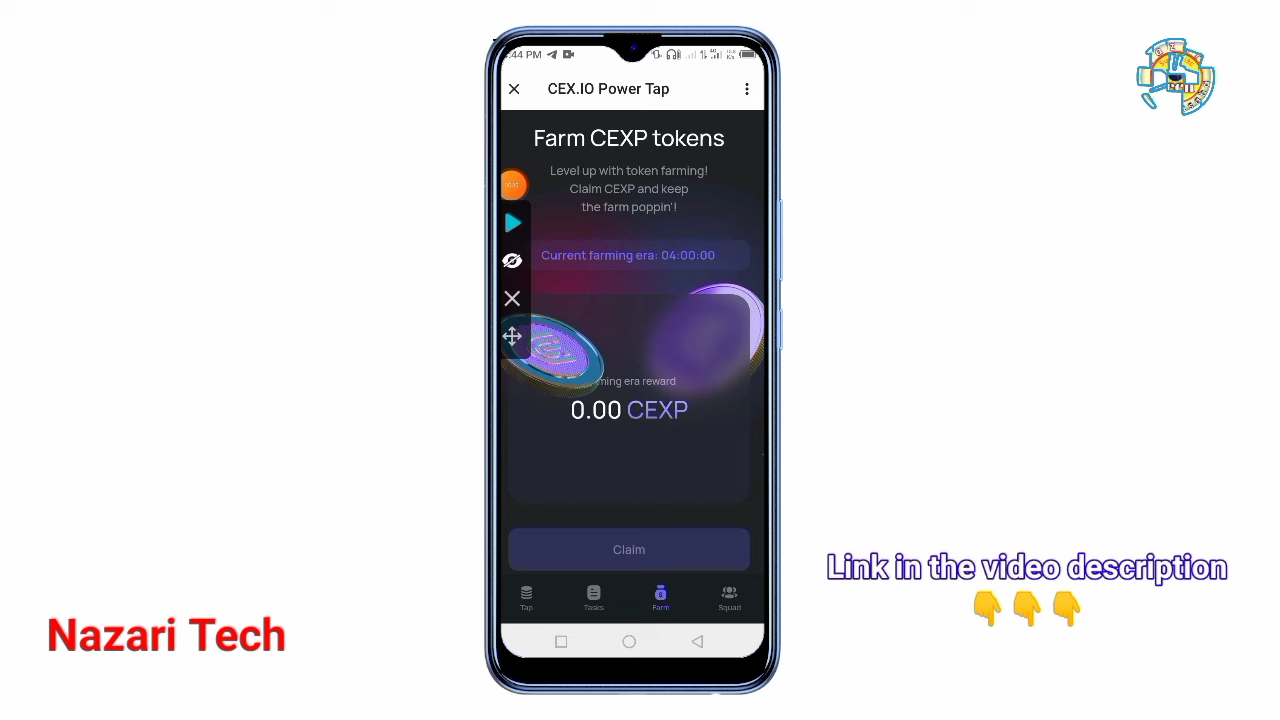 :44 PM
CEX.IO Power Tap
Farm CEXP tokens
Level up with token farming!
Claim CEXP and keep
the farm poppin'!
Current farming era: 04:00:00
ming era reward
0.00 CEXP
Claim
Tap Tasks Farm Squad
Link in the video description
👇👇👇
Nazari Tech